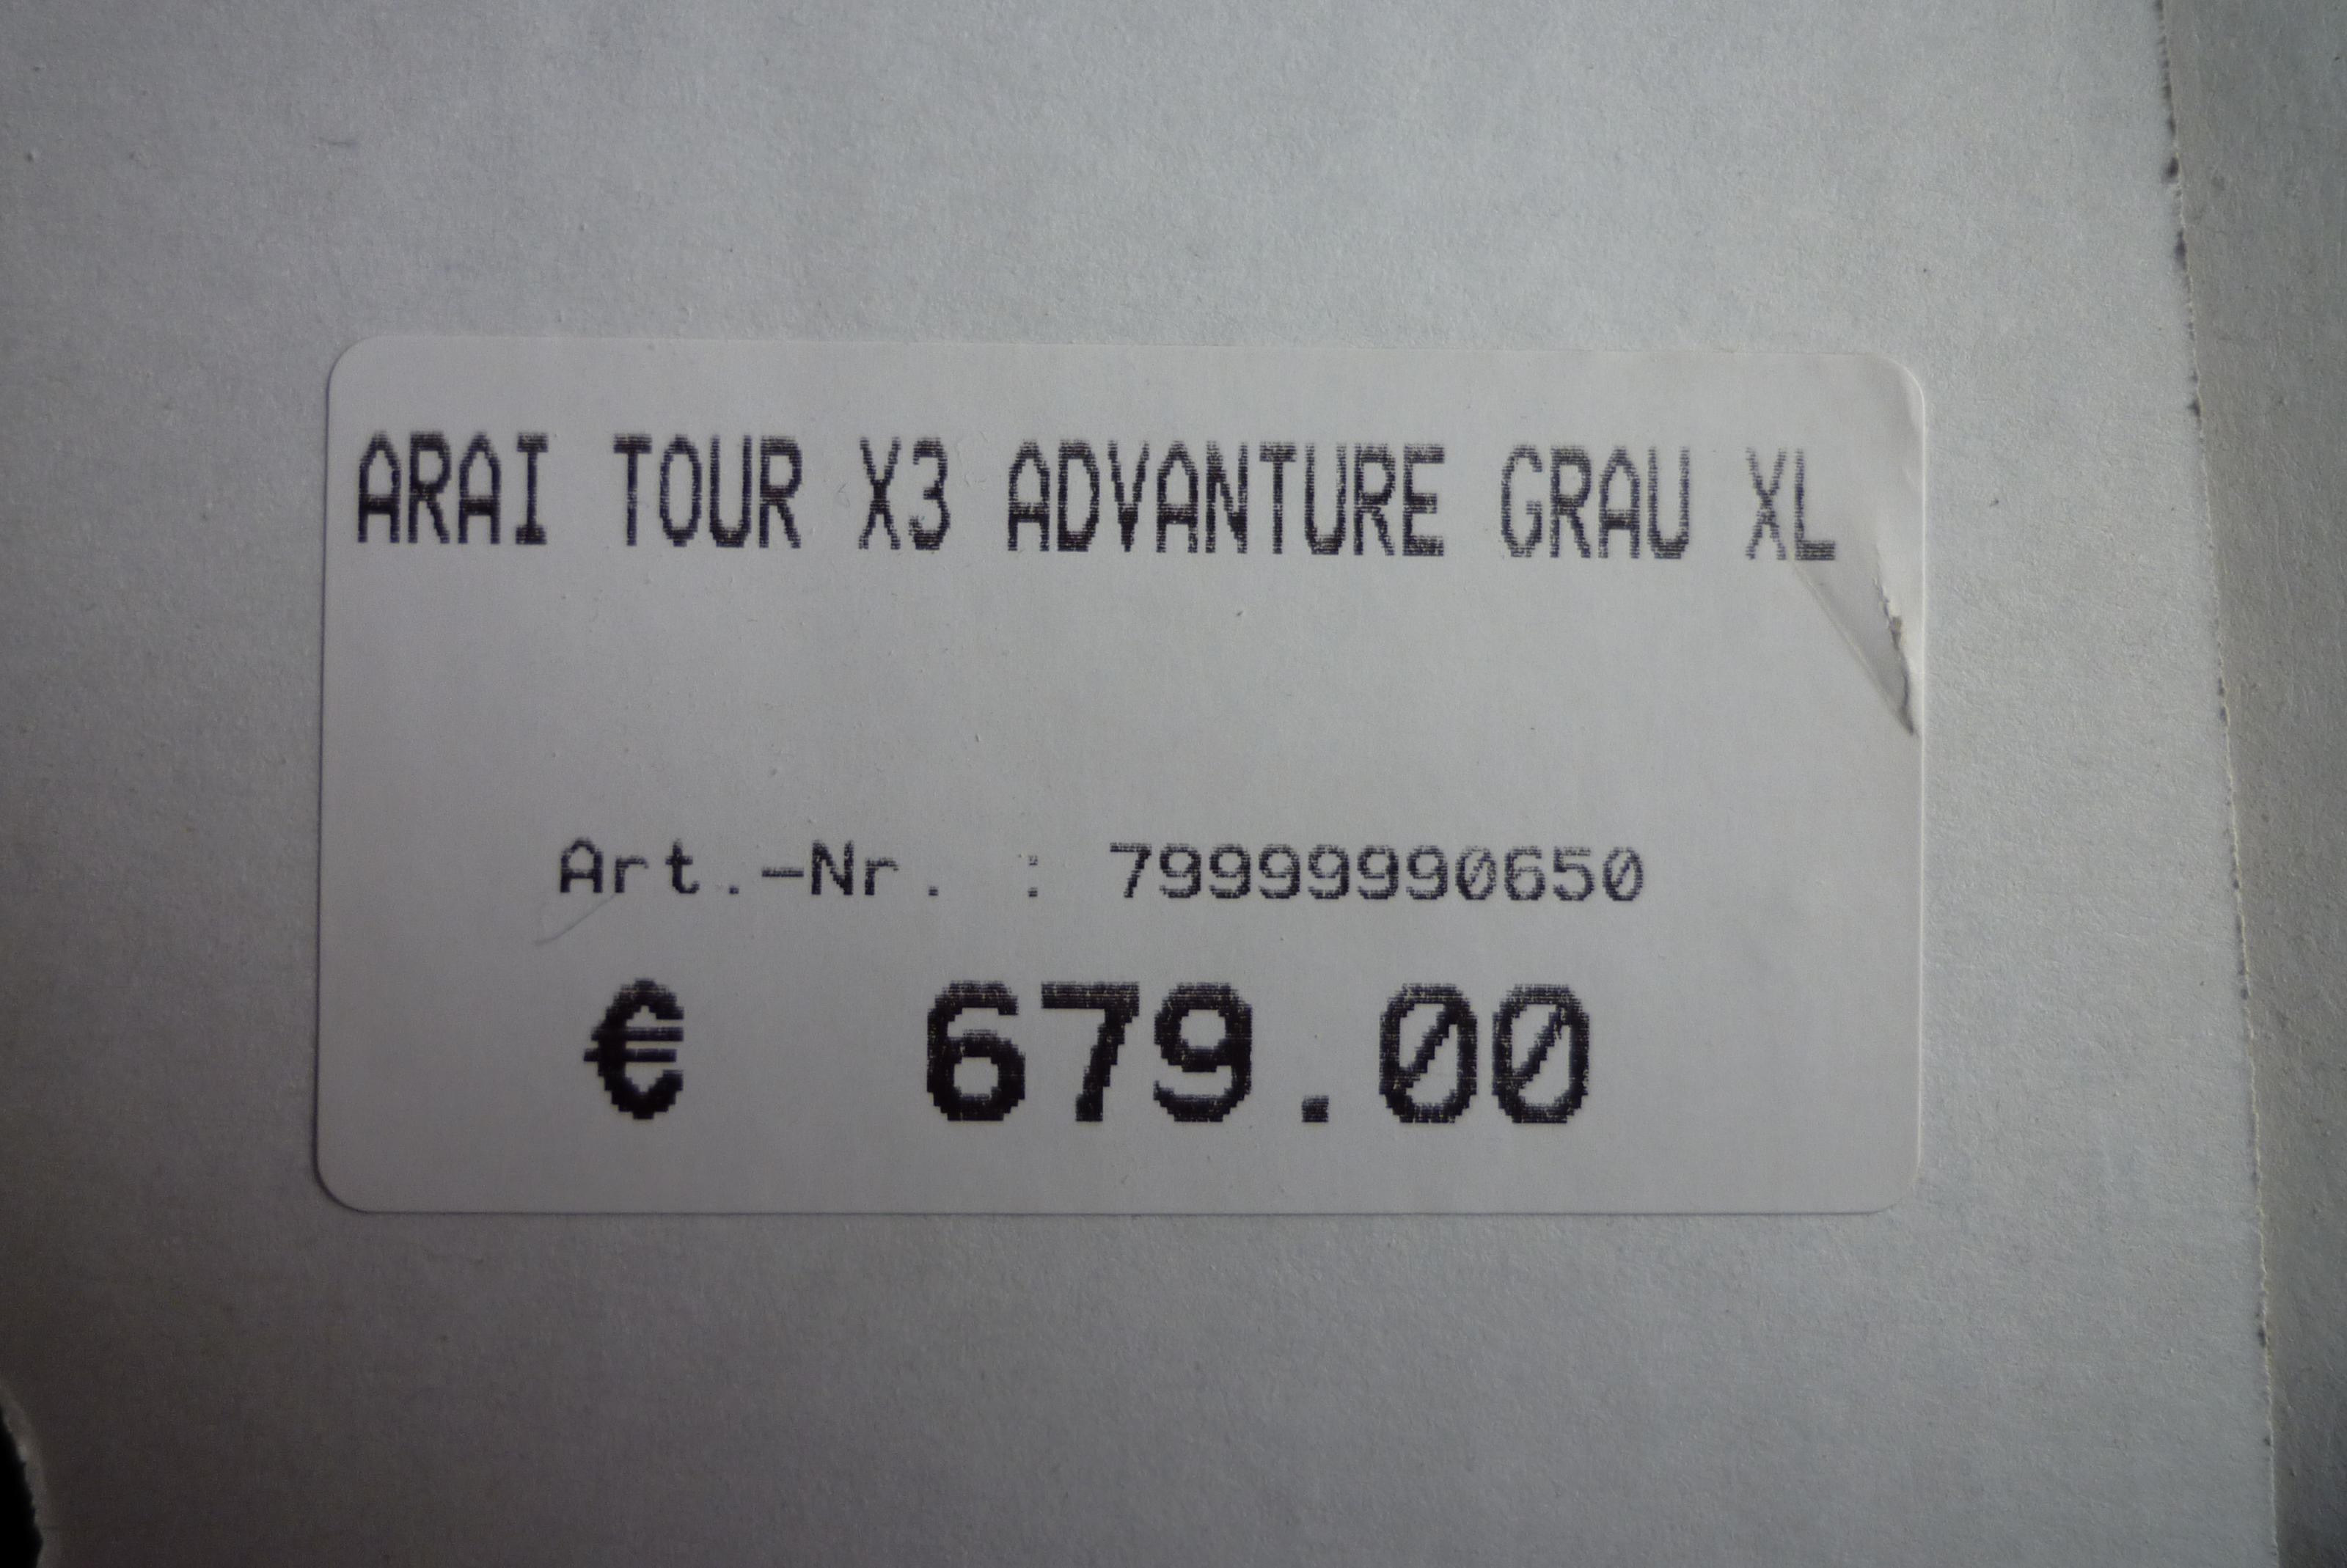 ARAI TOUR X3 ADVANTURE GRAU XL
Art.-Nr. : 79999990650
€ 679.00